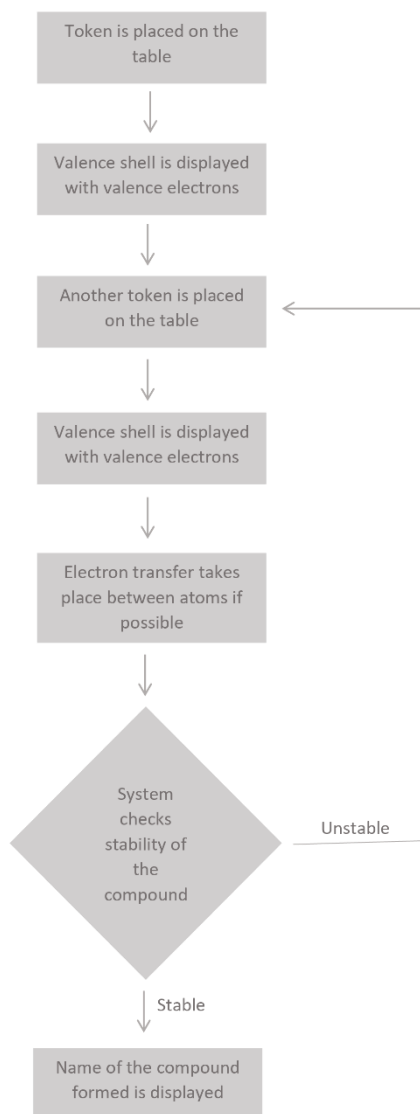 Token is placed on the
table
Valence shell is displayed
with valence electrons
Another token is placed
on the table
Valence shell is displayed
with valence electrons
Electron transfer takes
place between atoms if
possible
System
checks
stability of
the
compound
Unstable
Stable
Name of the compound
formed is displayed